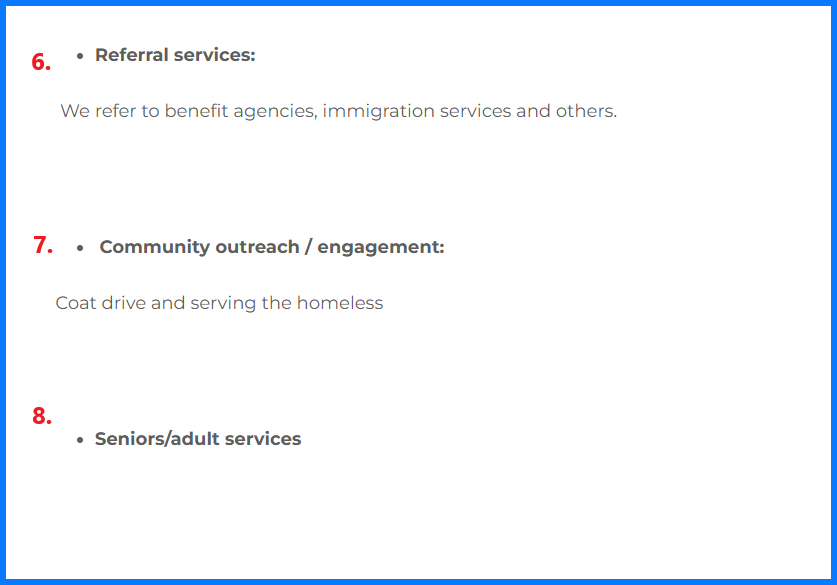 6. • Referral services:
We refer to benefit agencies, immigration services and others.
7. • Community outreach / engagement:
Coat drive and serving the homeless
8.
• Seniors/adult services